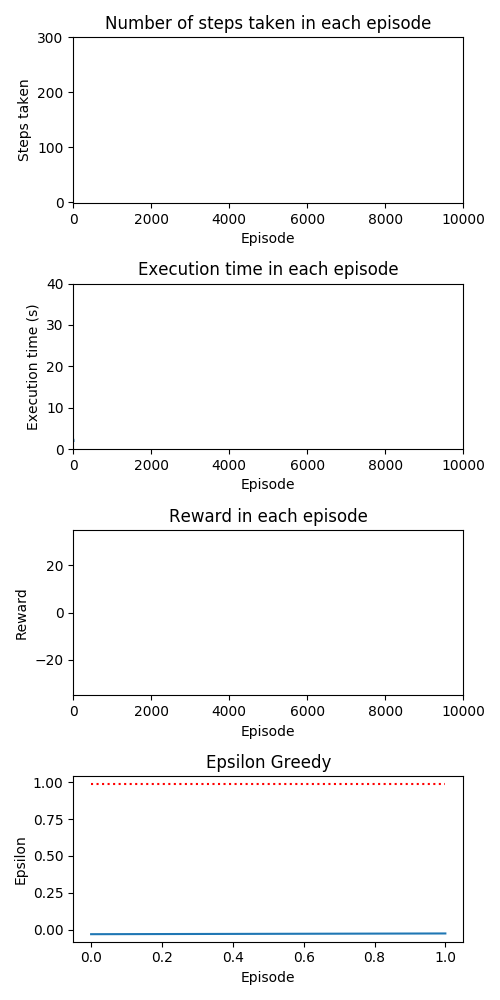 Number of steps taken in each episode
300
200
100
0
Steps taken
0 2000 4000 6000 8000 10000
Episode
Execution time in each episode
40
30
20
10
0
Execution time (s)
0 2000 4000 6000 8000 10000
Episode
Reward in each episode
20
0
−20
Reward
0 2000 4000 6000 8000 10000
Episode
Epsilon Greedy
1.00
0.75
0.50
0.25
0.00
Epsilon
0.0 0.2 0.4 0.6 0.8 1.0
Episode